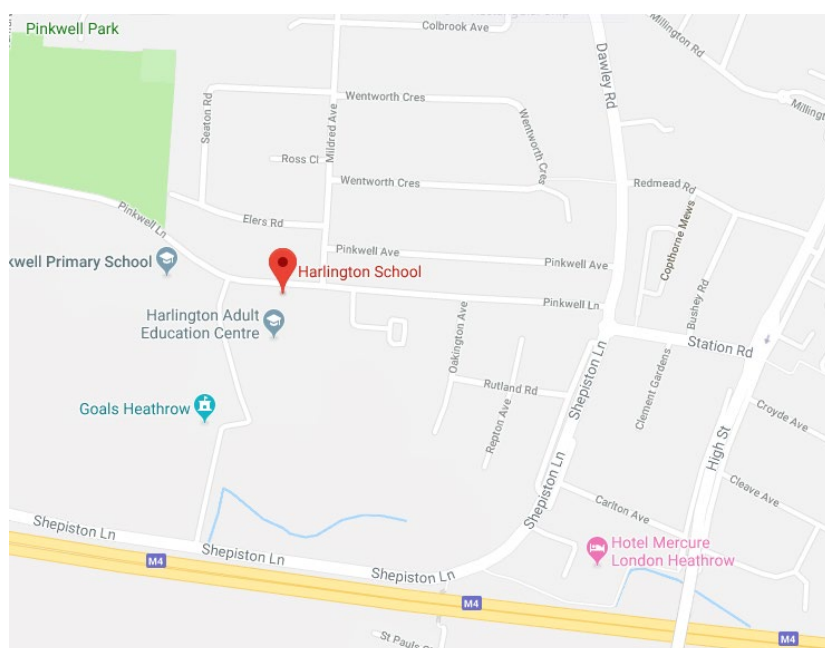 Pinkwell Park
Colbrook Ave
Millington Rd
Dawley Rd
Wentworth Cres
Seaton Rd
Mildred Ave
Wentworth Cres
Ross Cl
Wentworth Cres
Redmead Rd
Pinkwell Ln
Elers Rd
Copthorne Mews
Pinkwell Ave
Pinkwell Ave
kwell Primary School
Harlington School
Bushey Rd
Pinkwell Ln
Harlington Adult
Education Centre
Oakington Ave
Station Rd
Shepiston Ln
Clement Gardens
Rutland Rd
Goals Heathrow
Repton Ave
Croyde Ave
High St
Cleave Ave
Shepiston Ln
Carlton Ave
Shepiston Ln
Shepiston Ln
Hotel Mercure
London Heathrow
M4
Shepiston Ln
M4
M4
St Pauls